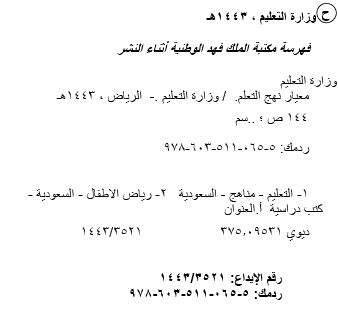 ح وزارة التعليم ، ١٤٤٣هـ
فهرسة مكتبة الملك فهد الوطنية أثناء النشر
وزارة التعليم
معيار نهج التعلم. / وزارة التعليم .- الرياض ، ١٤٤٣هـ
١٤٤ ص ؛ ..سم
ردمك: ٥-٠٦٥-٥١١-٦٠٣-٩٧٨
١- التعليم - مناهج - السعودية ٢- رياض الاطفال - السعودية -
كتب دراسية أ.العنوان
ديوي ٣٧٥,٠٩٥٣١ ١٤٤٣/٣٥٢١
رقم الإيداع: ١٤٤٣/٣٥٢١
ردمك: ٥-٠٦٥-٥١١-٦٠٣-٩٧٨